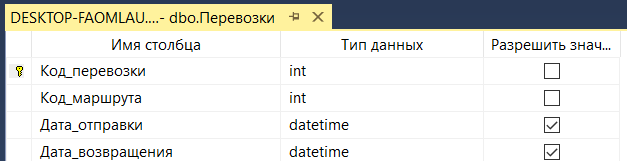 DESKTOP-FAOMLAU....- dbo.Перевозки
Имя столбца Тип данных Разрешить знач...
Код_перевозки int
Код_маршрута int
Дата_отправки datetime
Дата_возвращения datetime